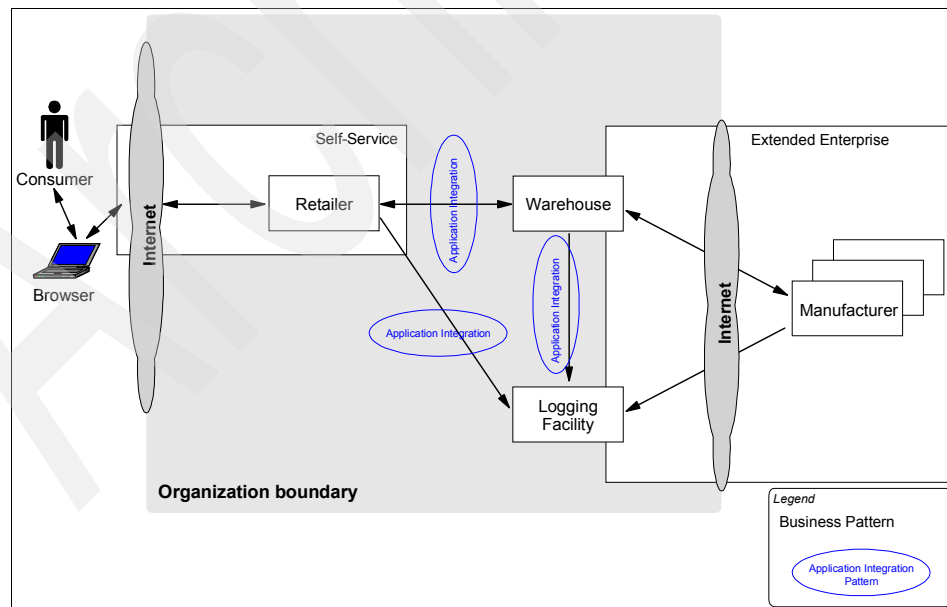 Self-Service
Extended Enterprise
Consumer
Browser
Internet
Retailer
Application Integration
Warehouse
Application Integration
Application Integration
Logging
Facility
Internet
Manufacturer
Organization boundary
Legend
Business Pattern
Application Integration
Pattern